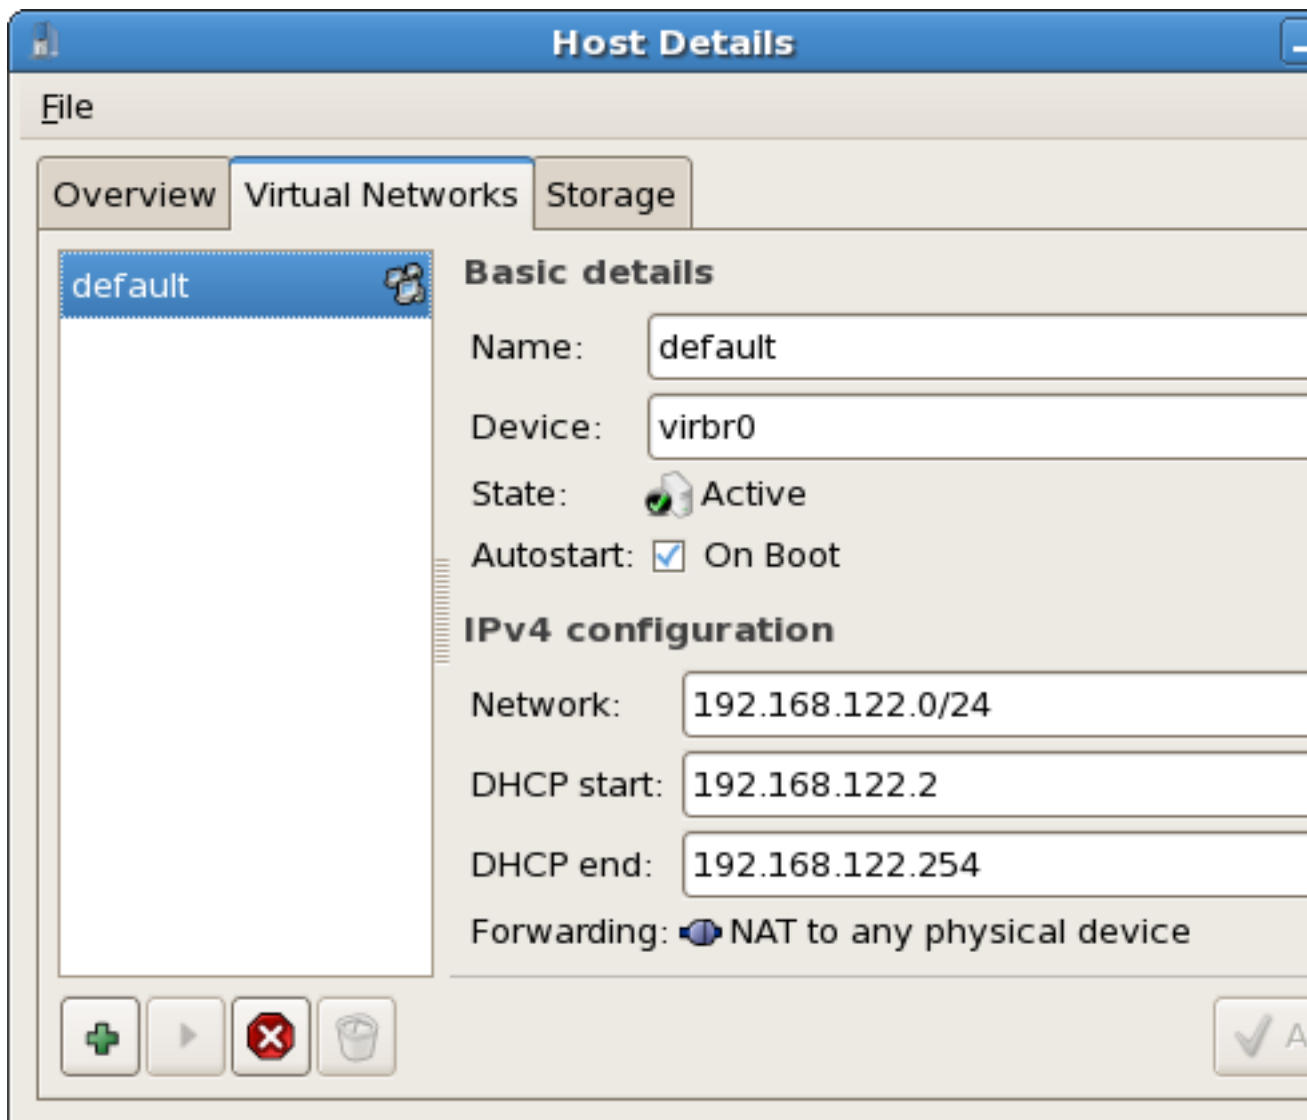 Host Details
File
Overview Virtual Networks Storage
default
Basic details
Name: default
Device: virbr0
State: Active
Autostart: On Boot
IPv4 configuration
Network: 192.168.122.0/24
DHCP start: 192.168.122.2
DHCP end: 192.168.122.254
Forwarding: NAT to any physical device